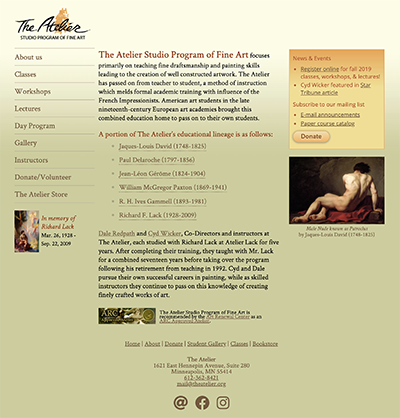 The Atelier
STUDIO PROGRAM OF FINE ART
About us
Classes
Workshops
Lectures
Day Program
Gallery
Instructors
Donate/Volunteer
The Atelier Store
In memory of
Richard Lack
Mar. 26, 1928 -
Sep. 22, 2009
The Atelier Studio Program of Fine Art focuses
primarily on teaching fine draftsmanship and painting skills
leading to the creation of well constructed artwork. The Atelier
has passed on from teacher to student, a method of instruction
which melds formal academic training with influence of the
French Impressionists. American art students in the late
nineteenth-century European art academies brought this
combined education home to pass on to their own students.
A portion of The Atelier's educational lineage is as follows:
Jaques-Louis David (1748-1825)
Paul Delaroche (1797-1856)
Jean-Léon Gérôme (1824-1904)
William McGregor Paxton (1869-1941)
R. H. Ives Gammell (1893-1981)
Richard F. Lack (1928-2009)
Dale Redpath and Cyd Wicker, Co-Directors and instructors at
The Atelier, each studied with Richard Lack at Atelier Lack for five
years. After completing their training, they taught with Mr. Lack
for a combined seventeen years before taking over the program
following his retirement from teaching in 1992. Cyd and Dale
pursue their own successful careers in painting, while as skilled
instructors they continue to pass on this knowledge of creating
finely crafted works of art.
ARC
The Atelier Studio Program of Fine Art is
recommended by the Art Renewal Center as an
ARC Approved Atelier.
News & Events
Register online for fall 2019
classes, workshops, & lectures!
Cyd Wicker featured in Star
Tribune article
Subscribe to our mailing list
E-mail announcements
Paper course catalog
Donate
Male Nude known as Patroclus
by Jaques-Louis David (1748-1825)
Home | About | Donate | Student Gallery | Classes | Bookstore
The Atelier
1621 East Hennepin Avenue, Suite 280
Minneapolis, MN 55414
612-362-8421
mail@theatelier.org